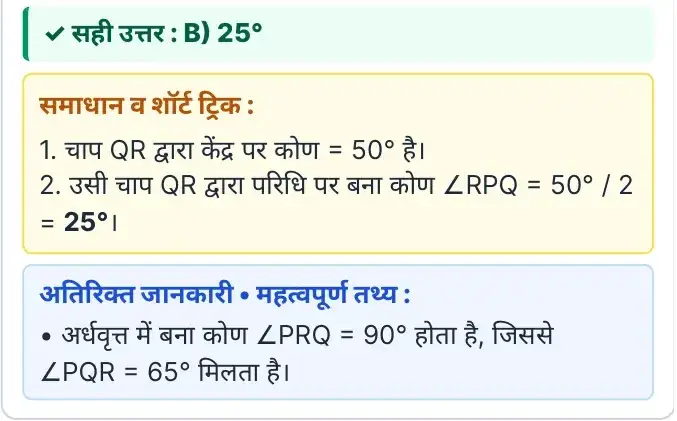 ✓ सही उत्तर : B) 25°
समाधान व शॉर्ट ट्रिक :
1. चाप QR द्वारा केंद्र पर कोण = 50° है।
2. उसी चाप QR द्वारा परिधि पर बना कोण ∠RPQ = 50° / 2
= 25°।
अतिरिक्त जानकारी • महत्वपूर्ण तथ्य :
• अर्धवृत्त में बना कोण ∠PRQ = 90° होता है, जिससे
∠PQR = 65° मिलता है।